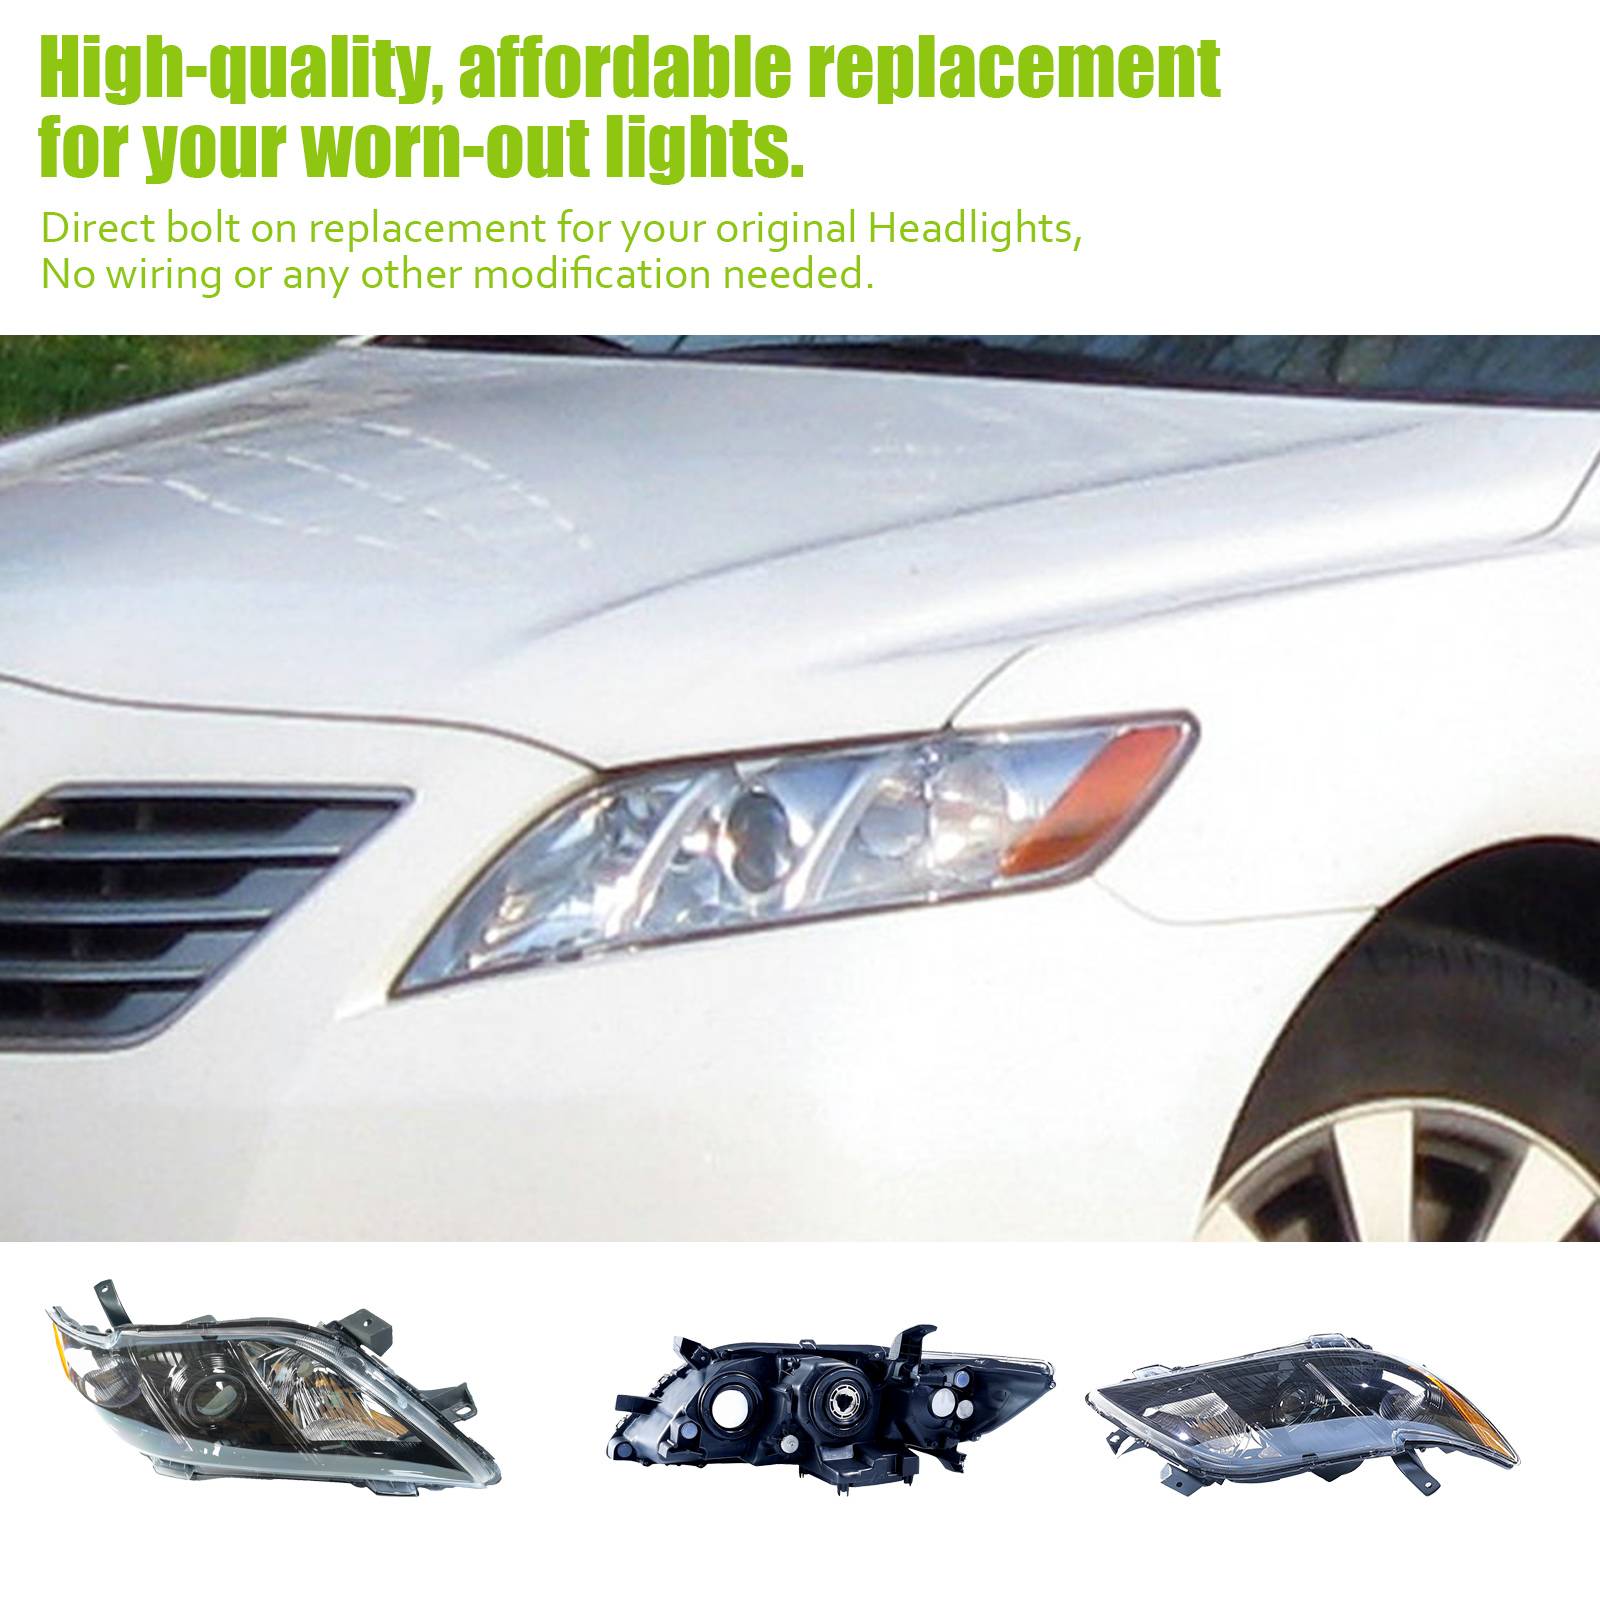 High-quality, affordable replacement
for your worn-out lights.
Direct bolt on replacement for your original Headlights,
No wiring or any other modification needed.